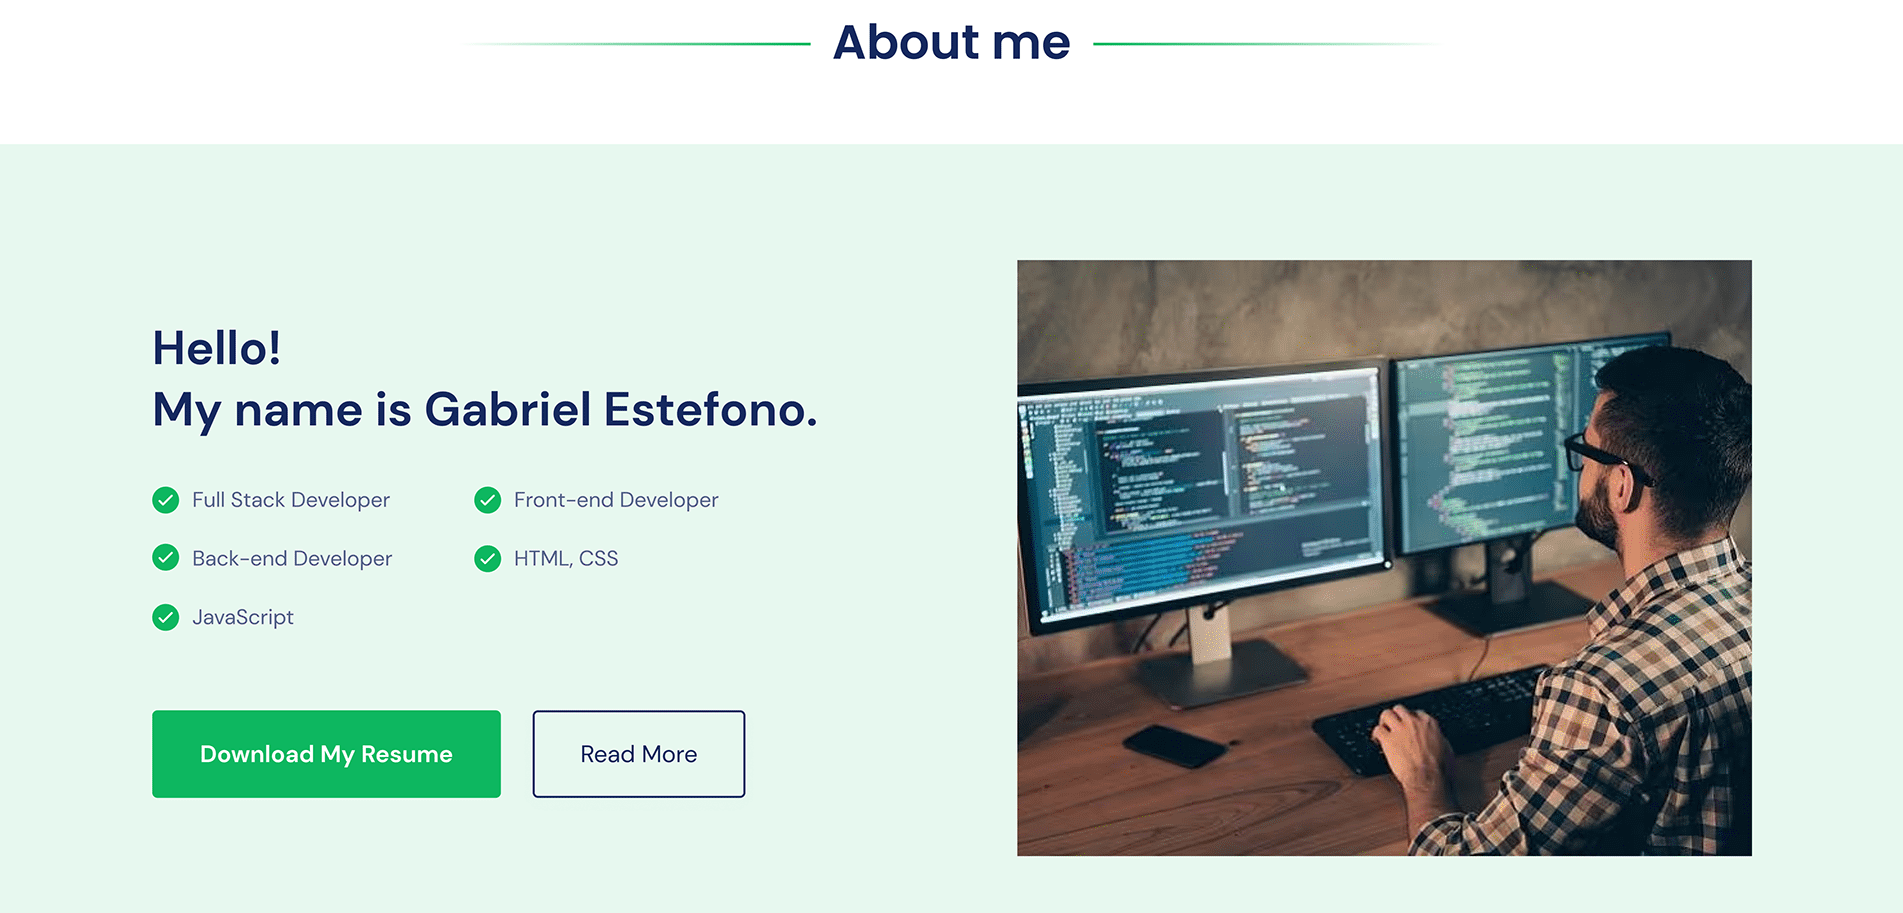 About me
Hello!
My name is Gabriel Estefono.
Full Stack Developer
Front-end Developer
Back-end Developer
HTML, CSS
JavaScript
Download My Resume
Read More